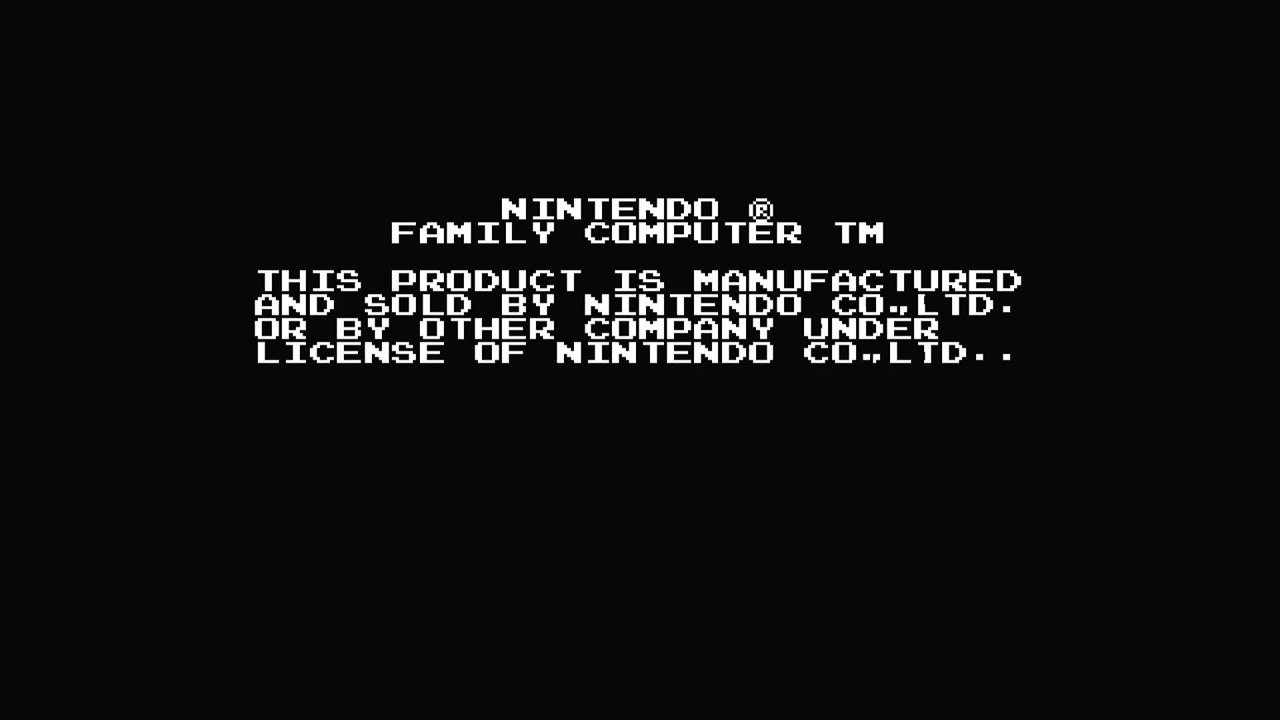 NINTENDO ®
FAMILY COMPUTER TM
THIS PRODUCT IS MANUFACTURED
AND SOLD BY NINTENDO CO.,LTD.
OR BY OTHER COMPANY UNDER
LICENSE OF NINTENDO CO.,LTD..